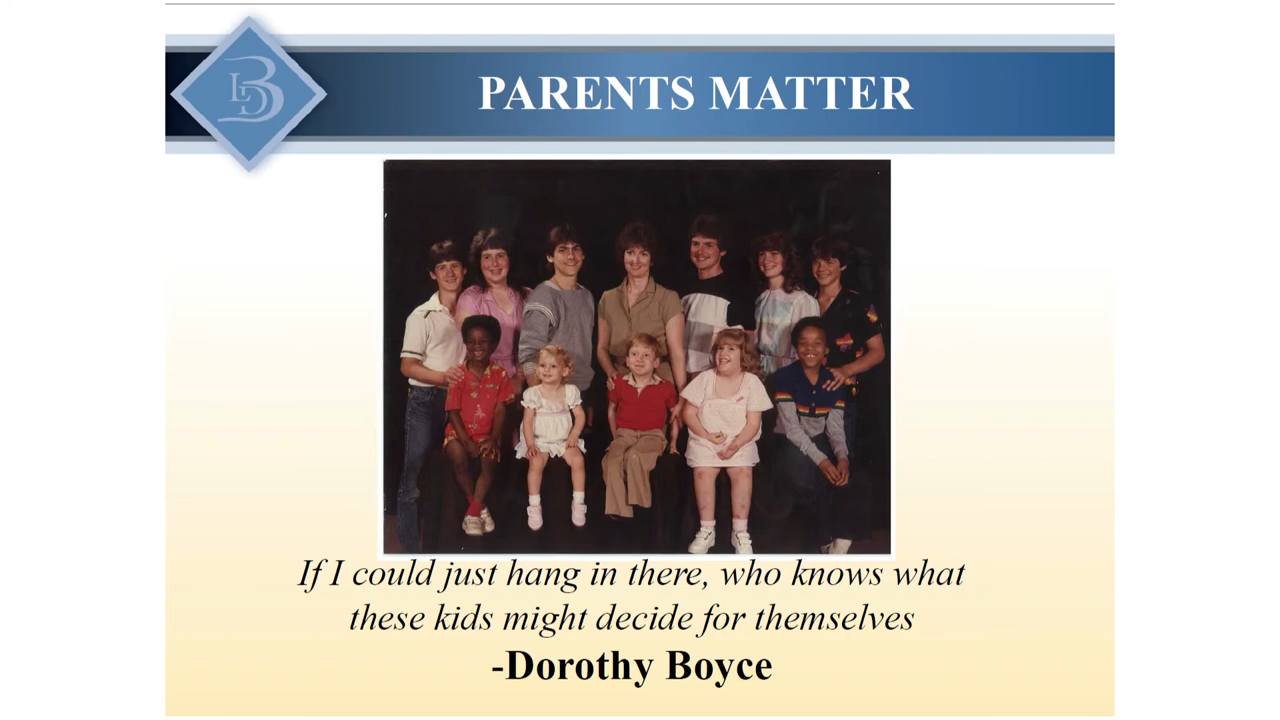 LDB
PARENTS MATTER
If I could just hang in there, who knows what
these kids might decide for themselves
-Dorothy Boyce